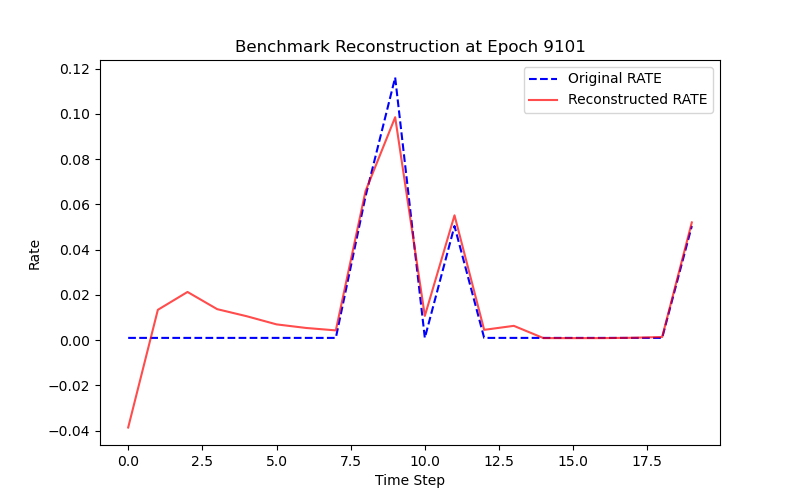 Benchmark Reconstruction at Epoch 9101
Original RATE
Reconstructed RATE
0.12
0.10
0.08
0.06
0.04
0.02
0.00
−0.02
−0.04
Rate
0.0 2.5 5.0 7.5 10.0 12.5 15.0 17.5
Time Step